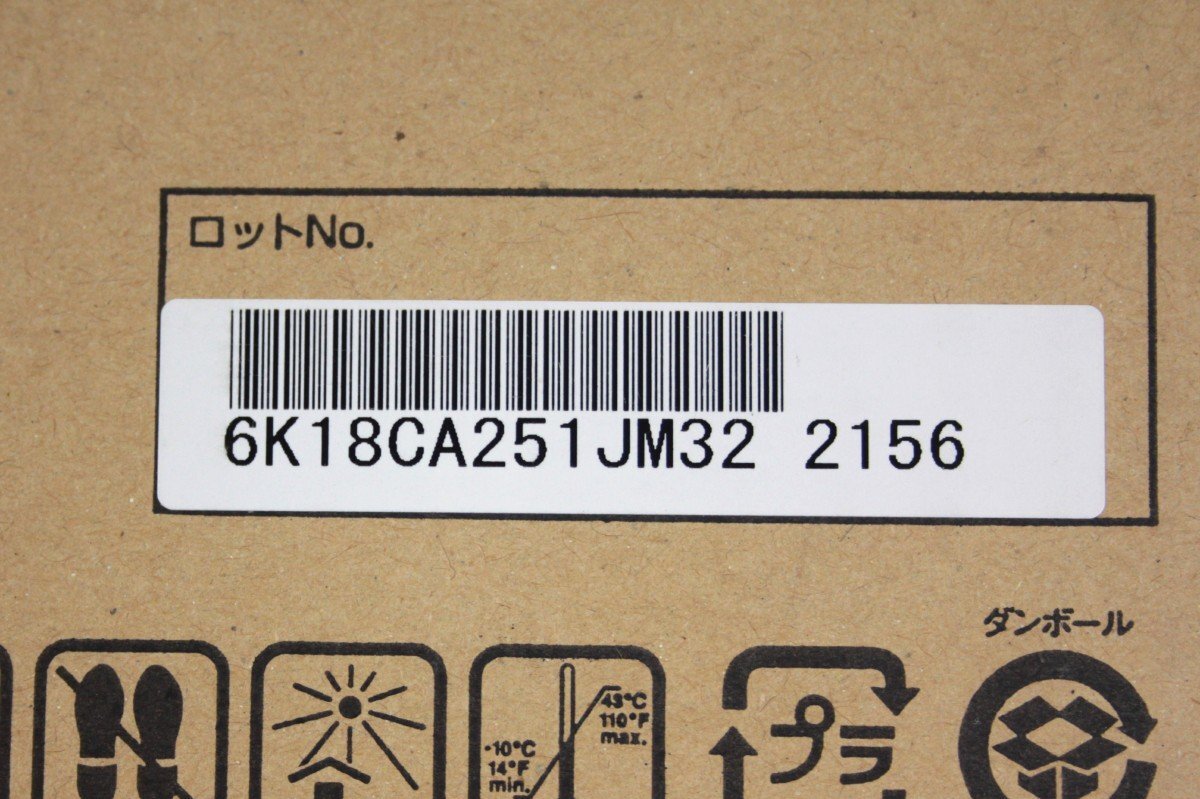 ロットNo.
6K18CA251JM32 2156
ダンボール
43°C
110°F
max.
-10°C
14°F
min.
プラ